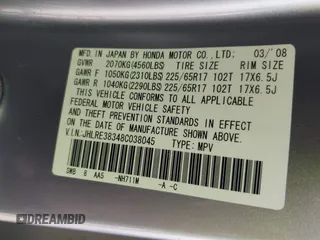 MFD. IN JAPAN BY HONDA MOTOR CO., LTD. 03/'08
GVWR 2070KG(4560LBS) TIRE SIZE RIM SIZE
GAWR F 1050KG(2310LBS) 225/65R17 102T 17X6.5J
GAWR R 1040KG(2290LBS) 225/65R17 102T 17X6.5J
THIS VEHICLE CONFORMS TO ALL APPLICABLE
FEDERAL MOTOR VEHICLE SAFETY AND
THEFT PREVENTION STANDARDS IN EFFECT ON THE
DATE OF MANUFACTURE SHOWN ABOVE.
V.I.N.:JHLRE38348C038045 TYPE: MPV
SWB 8 AA5 -NH711M -A -C
DREAMBID